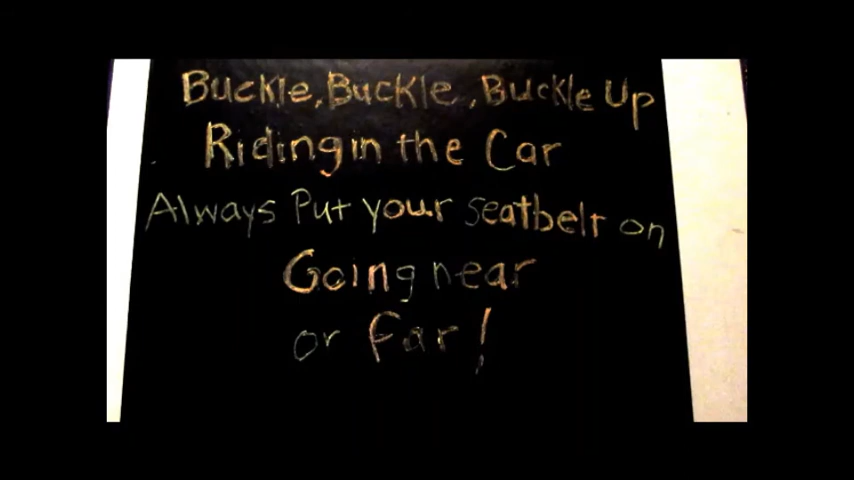 Buckle, Buckle, Buckle Up
Riding in the Car
Always Put your seatbelt on
Going near
or far!